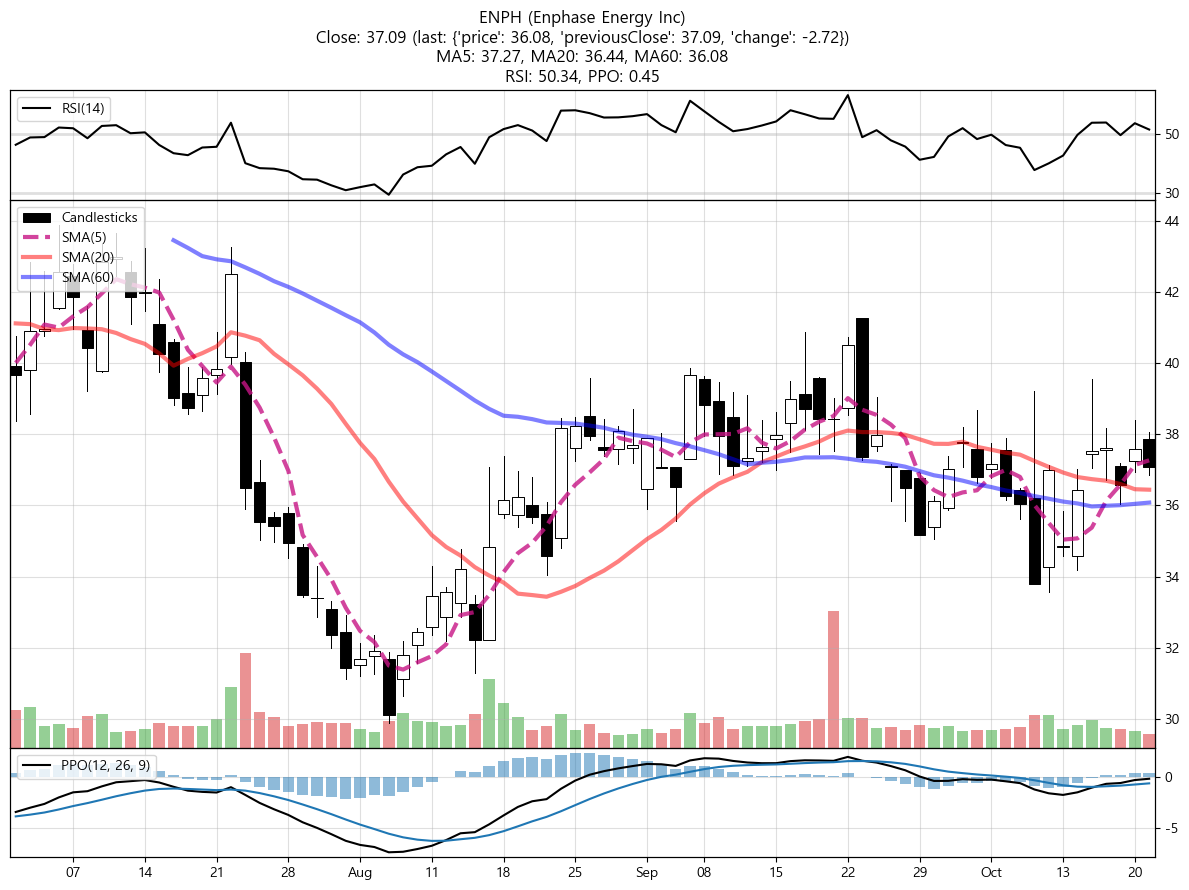 ENPH (Enphase Energy Inc)
Close: 37.09 (last: {'price': 36.08, 'previousClose': 37.09, 'change': -2.72})
MA5: 37.27, MA20: 36.44, MA60: 36.08
RSI: 50.34, PPO: 0.45
RSI(14)
50
30
Candlesticks
SMA(5)
SMA(20)
SMA(60)
44
42
40
38
36
34
32
30
PPO(12, 26, 9)
0
-5
07 14 21 28 Aug 11 18 25 Sep 08 15 22 29 Oct 13 20